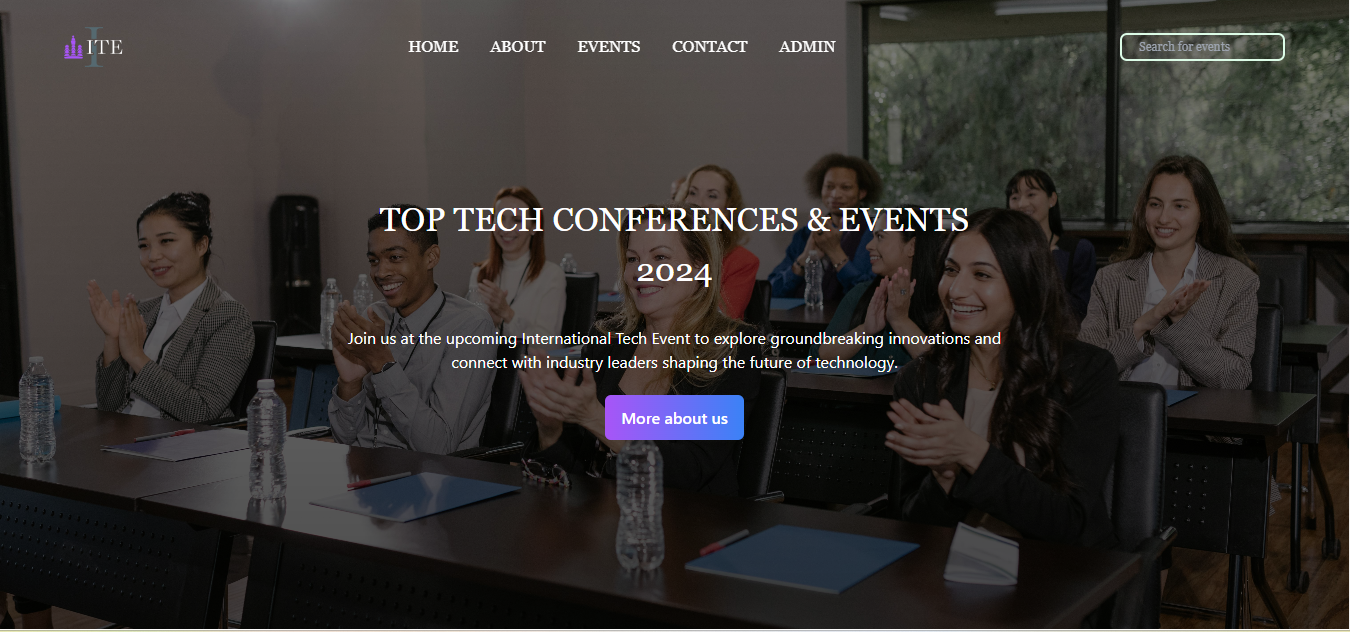 ITE
HOME ABOUT EVENTS CONTACT ADMIN
Search for events
TOP TECH CONFERENCES & EVENTS
2024
Join us at the upcoming International Tech Event to explore groundbreaking innovations and
connect with industry leaders shaping the future of technology.
More about us